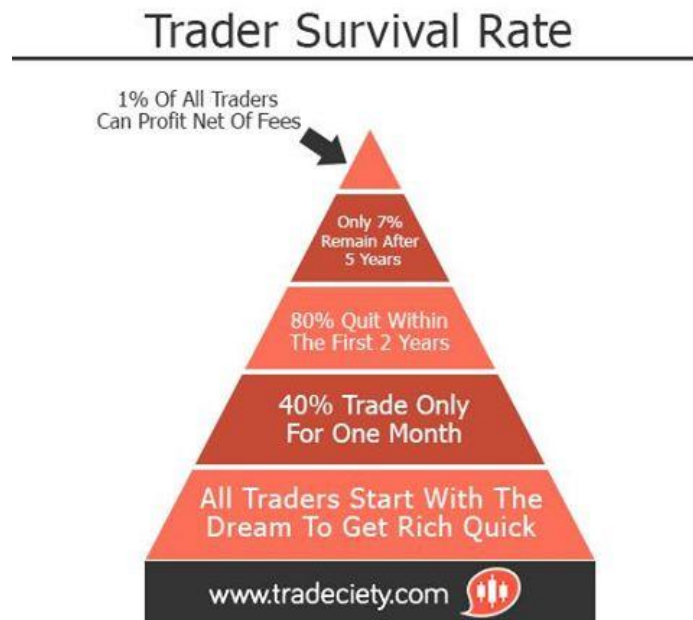 Trader Survival Rate
1% Of All Traders
Can Profit Net Of Fees
Only 7%
Remain After
5 Years
80% Quit Within
The First 2 Years
40% Trade Only
For One Month
All Traders Start With The
Dream To Get Rich Quick
www.tradeciety.com